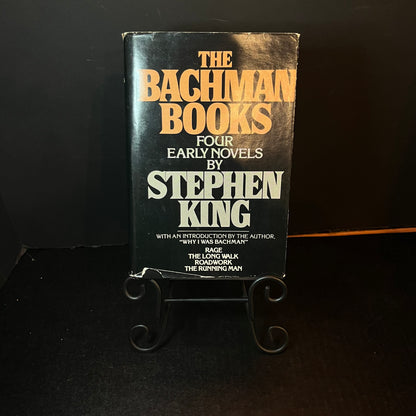 THE
BACHMAN
BOOKS
FOUR
EARLY NOVELS
BY
STEPHEN
KING
WITH AN INTRODUCTION BY THE AUTHOR,
"WHY I WAS BACHMAN"
RAGE
THE LONG WALK
ROADWORK
THE RUNNING MAN